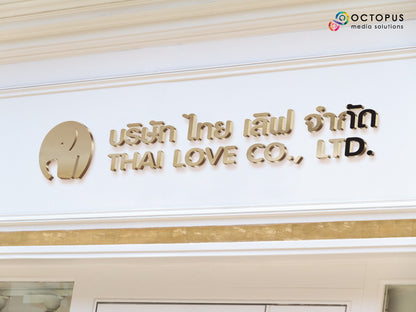 OCTOPUS
media solutions
บริษัท ไทย เลิฟ จำกัด
THAI LOVE CO., LTD.